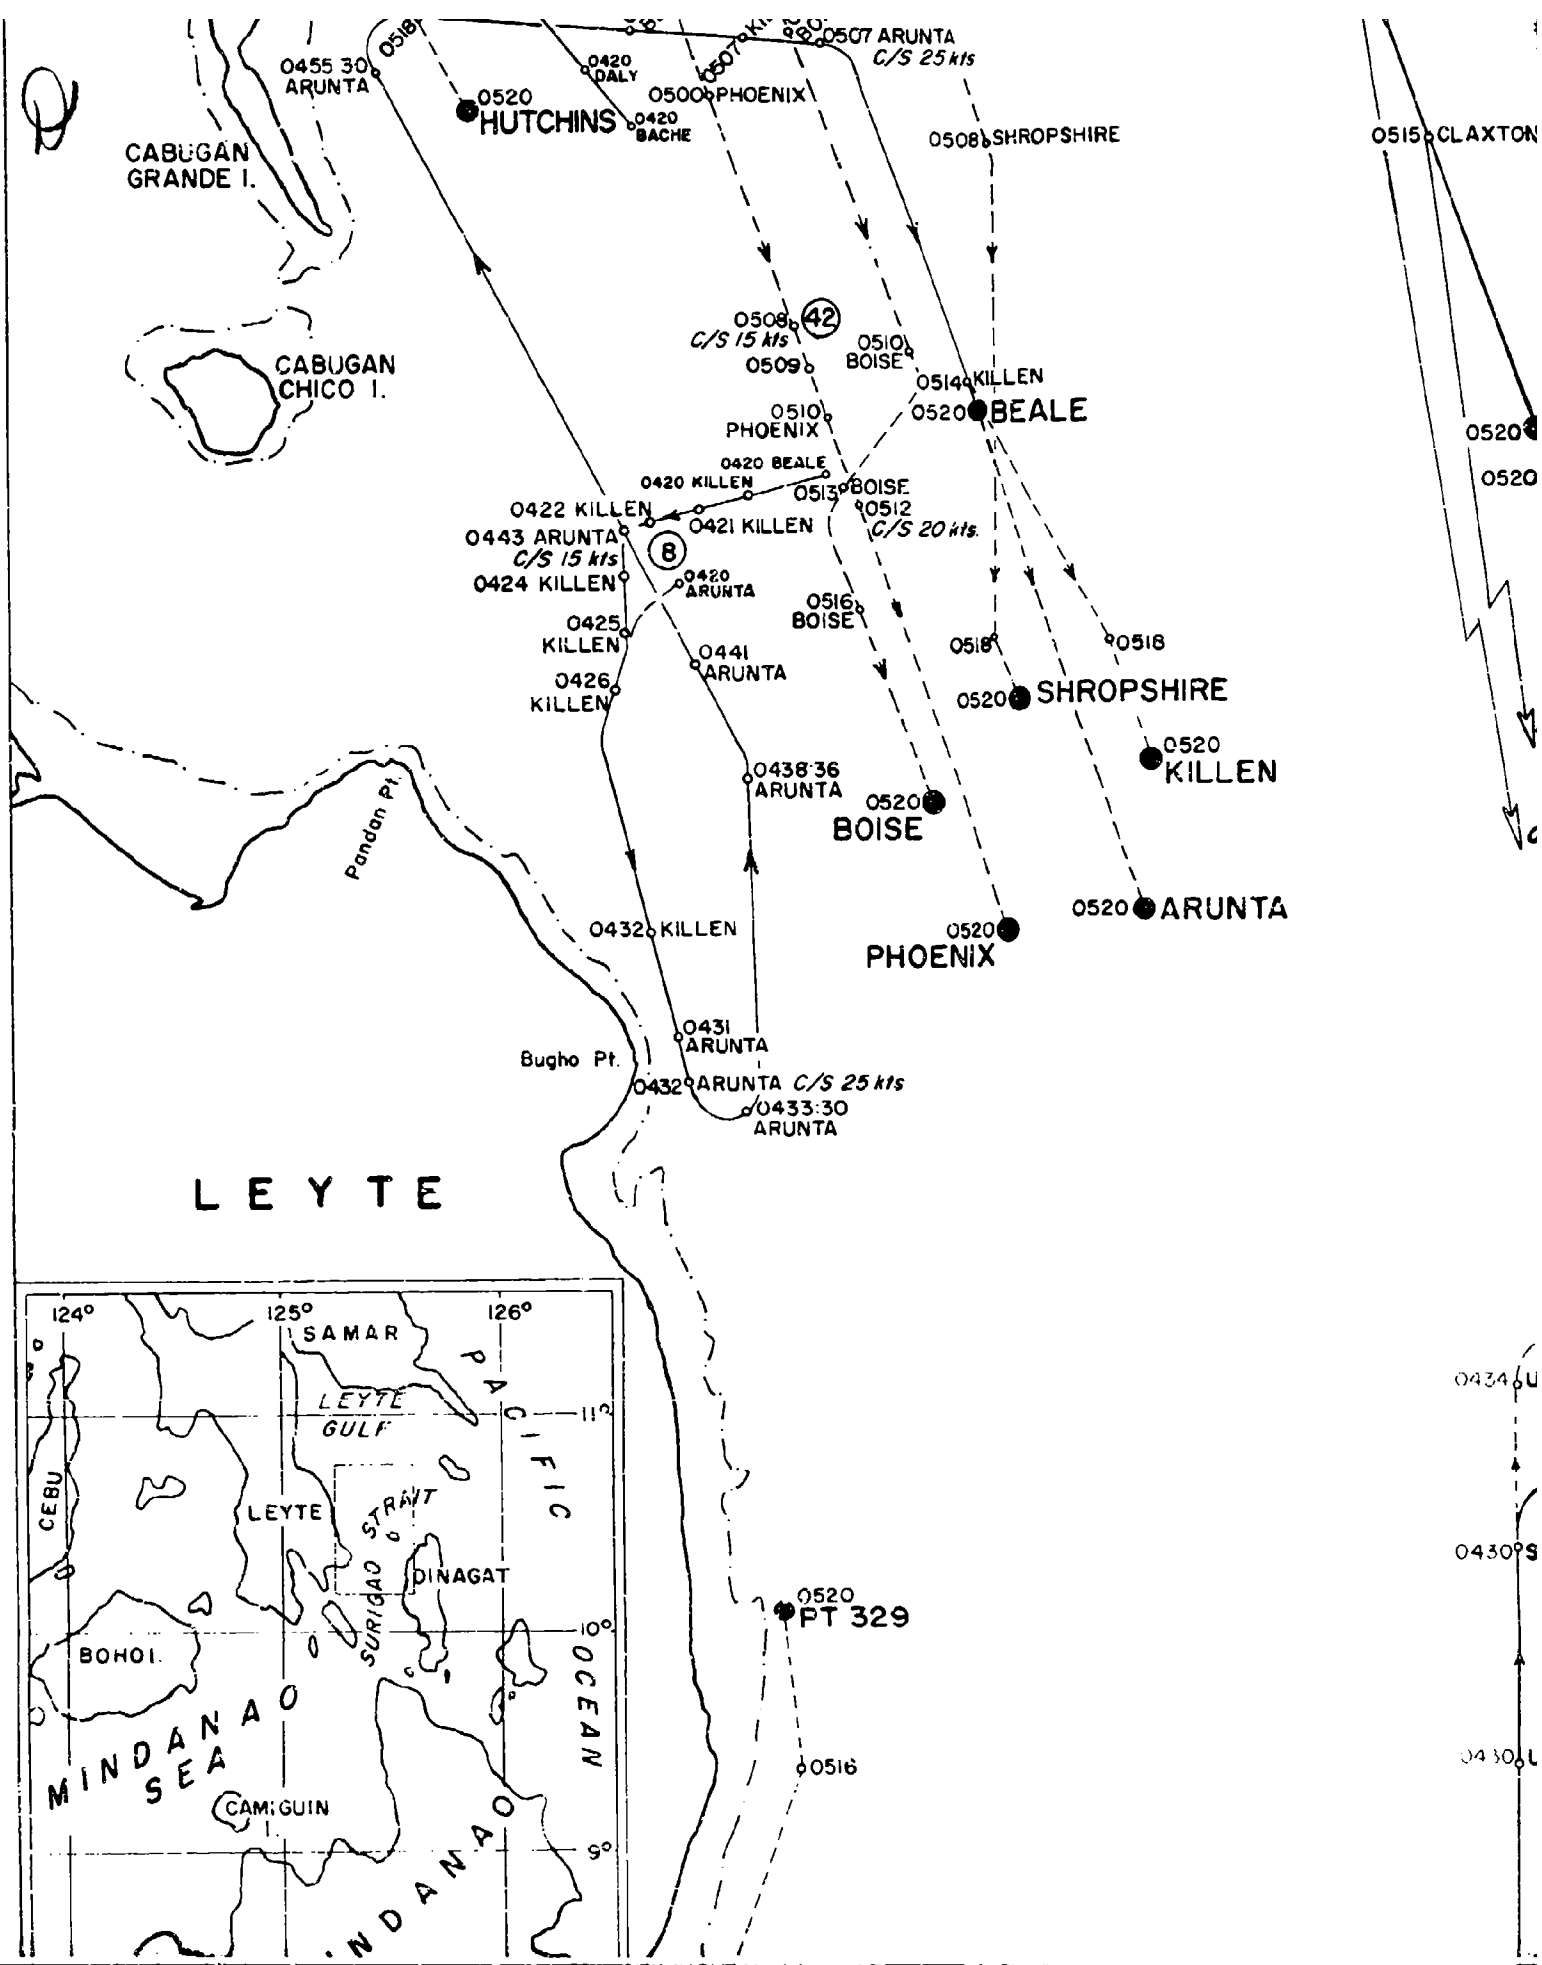 0518
0507
0507 ARUNTA
C/S 25 kts
0455 30
ARUNTA
0420
DALY
0520
HUTCHINS
0420
BACHE
0500 PHOENIX
0508 SHROPSHIRE
0515 CLAXTON
CABUGAN
GRANDE I.
0508 42
C/S 15 kts
0509
0510
BOISE
CABUGAN
CHICO I.
0514 KILLEN
0520 BEALE
0510
PHOENIX
0520
0520
0420 BEALE
0420 KILLEN
0513 BOISE
0512
C/S 20 kts.
0422 KILLEN
0421 KILLEN
0443 ARUNTA
C/S 15 kts
8
0424 KILLEN
0420
ARUNTA
0425
KILLEN
0516
BOISE
0441
ARUNTA
0426
KILLEN
0518
0518
0520 SHROPSHIRE
0520
KILLEN
0438:36
ARUNTA
0520
BOISE
Pandan Pt.
0520 ARUNTA
0520
PHOENIX
0432 KILLEN
0431
ARUNTA
Bugho Pt.
0432 ARUNTA C/S 25 kts
0433:30
ARUNTA
LEYTE
124° 125° 126°
SAMAR
PACIFIC
OCEAN
LEYTE
GULF
11°
CEBU
LEYTE
SURIGAO STRAIT
DINAGAT
10°
BOHOL
MINDANAO
SEA
CAMIGUIN
9°
INDANAO
0434 U
0430 S
0430 L
0520
PT 329
0516